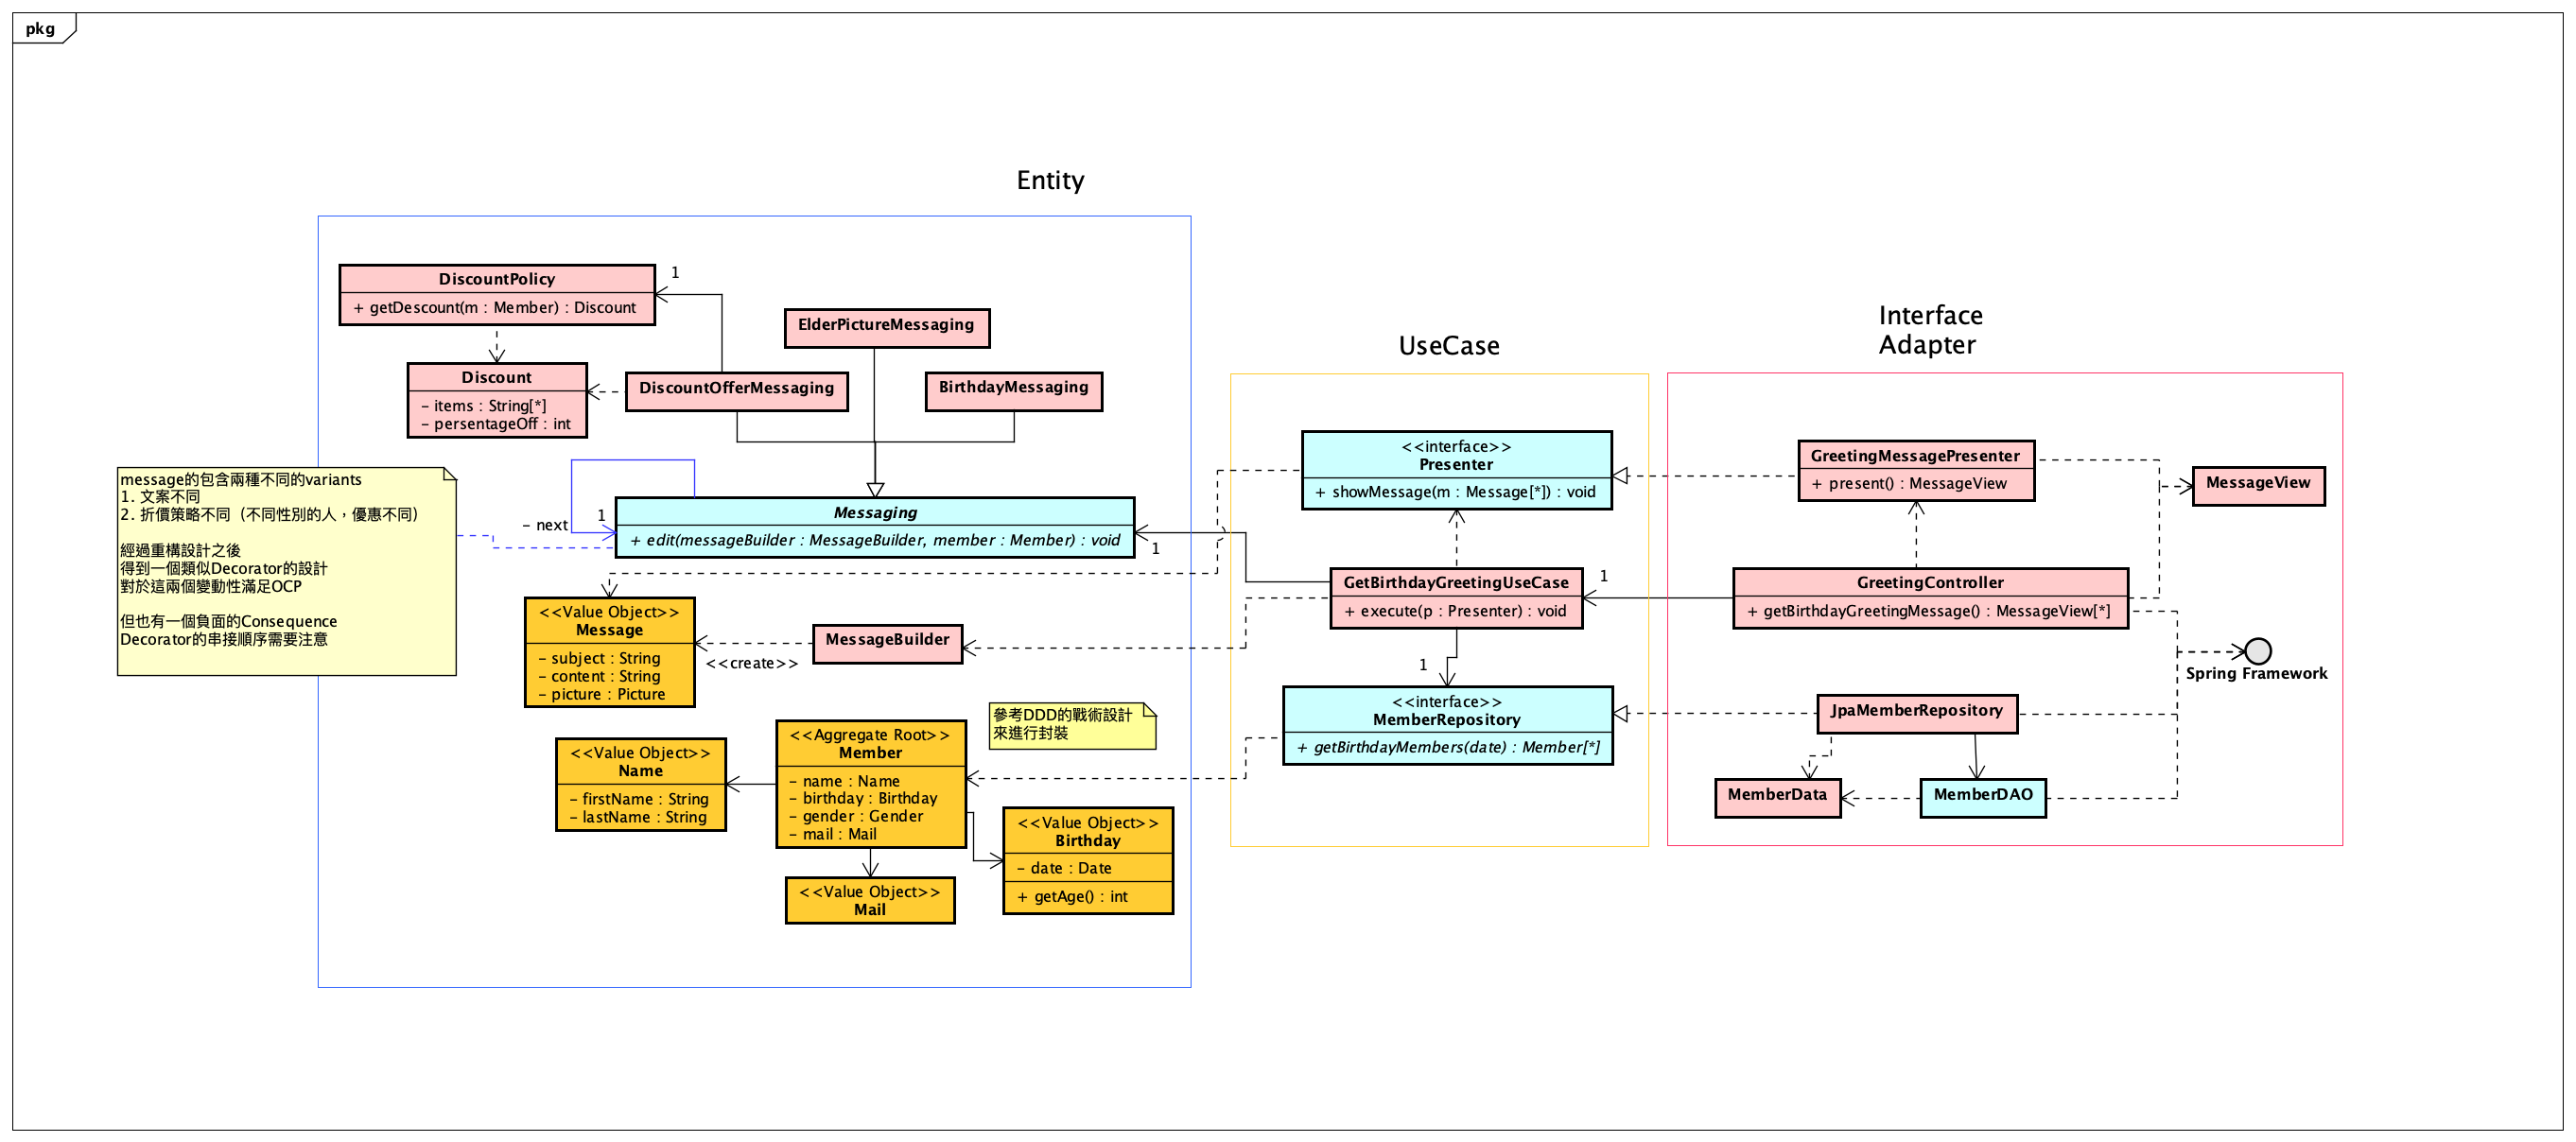 pkg
Entity
DiscountPolicy
+ getDescount(m : Member) : Discount
1
ElderPictureMessaging
Discount
- items : String[*]
- persentageOff : int
DiscountOfferMessaging
BirthdayMessaging
message的包含兩種不同的variants
1. 文案不同
2. 折價策略不同（不同性別的人，優惠不同）
經過重構設計之後
得到一個類似Decorator的設計
對於這兩個變動性滿足OCP
但也有一個負面的Consequence
Decorator的串接順序需要注意
- next
1
Messaging
+ edit(messageBuilder : MessageBuilder, member : Member) : void
1
<<Value Object>>
Message
- subject : String
- content : String
- picture : Picture
<<create>>
MessageBuilder
參考DDD的戰術設計
來進行封裝
<<Value Object>>
Name
- firstName : String
- lastName : String
<<Aggregate Root>>
Member
- name : Name
- birthday : Birthday
- gender : Gender
- mail : Mail
<<Value Object>>
Birthday
- date : Date
+ getAge() : int
<<Value Object>>
Mail
UseCase
<<interface>>
Presenter
+ showMessage(m : Message[*]) : void
GetBirthdayGreetingUseCase
+ execute(p : Presenter) : void
1
1
<<interface>>
MemberRepository
+ getBirthdayMembers(date) : Member[*]
Interface
Adapter
GreetingMessagePresenter
+ present() : MessageView
MessageView
GreetingController
+ getBirthdayGreetingMessage() : MessageView[*]
Spring Framework
JpaMemberRepository
MemberData
MemberDAO